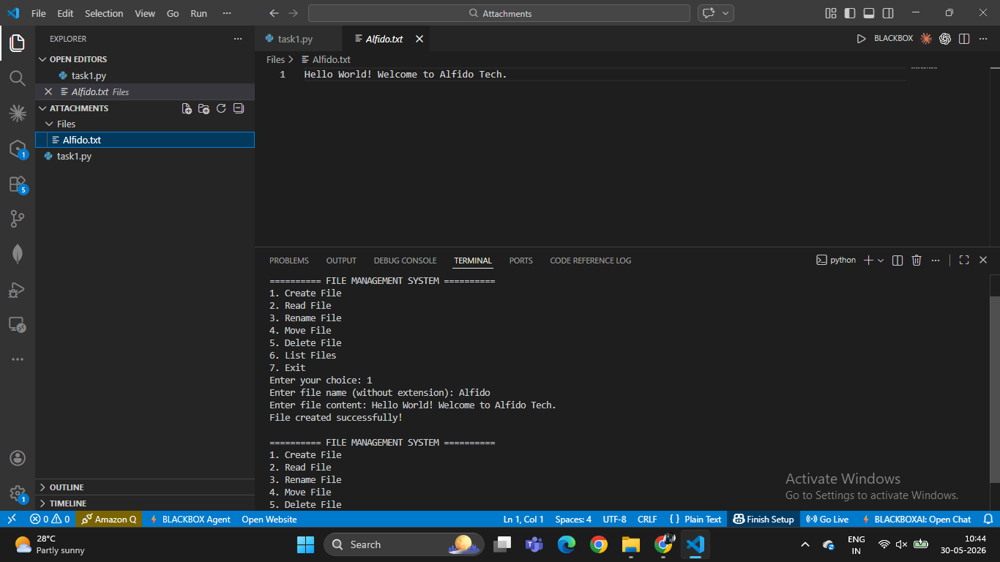 File Edit Selection View Go Run ···
Attachments
EXPLORER ···
OPEN EDITORS
task1.py
Alfido.txt Files
ATTACHMENTS
Files
Alfido.txt
task1.py
1
5
1
OUTLINE
TIMELINE
task1.py Alfido.txt
BLACKBOX ···
Files > Alfido.txt
1 Hello World! Welcome to Alfido Tech.
PROBLEMS OUTPUT DEBUG CONSOLE TERMINAL PORTS CODE REFERENCE LOG
python
========== FILE MANAGEMENT SYSTEM ==========
1. Create File
2. Read File
3. Rename File
4. Move File
5. Delete File
6. List Files
7. Exit
Enter your choice: 1
Enter file name (without extension): Alfido
Enter file content: Hello World! Welcome to Alfido Tech.
File created successfully!
========== FILE MANAGEMENT SYSTEM ==========
1. Create File
2. Read File
3. Rename File
4. Move File
5. Delete File
Activate Windows
Go to Settings to activate Windows.
0 0 Amazon Q BLACKBOX Agent Open Website Ln 1, Col 1 Spaces: 4 UTF-8 CRLF { } Plain Text Finish Setup Go Live BLACKBOXAI: Open Chat
28°C
Partly sunny
Search
ENG
IN
10:44
30-05-2026